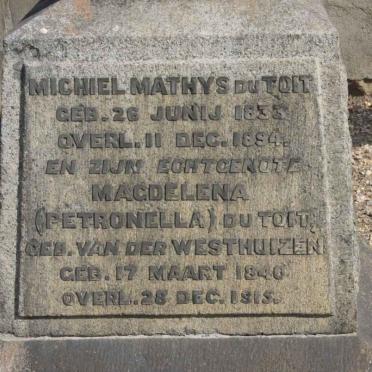 MICHIEL MATHYS DU TOIT
GEB. 26 JUNIJ 1833.
OVERL. 11 DEC. 1894.
EN ZIJN ECHTGENOTE
MAGDELENA
(PETRONELLA) DU TOIT,
GEB. VAN DER WESTHUIZEN
GEB. 17 MAART 1840.
OVERL. 28 DEC. 1915.